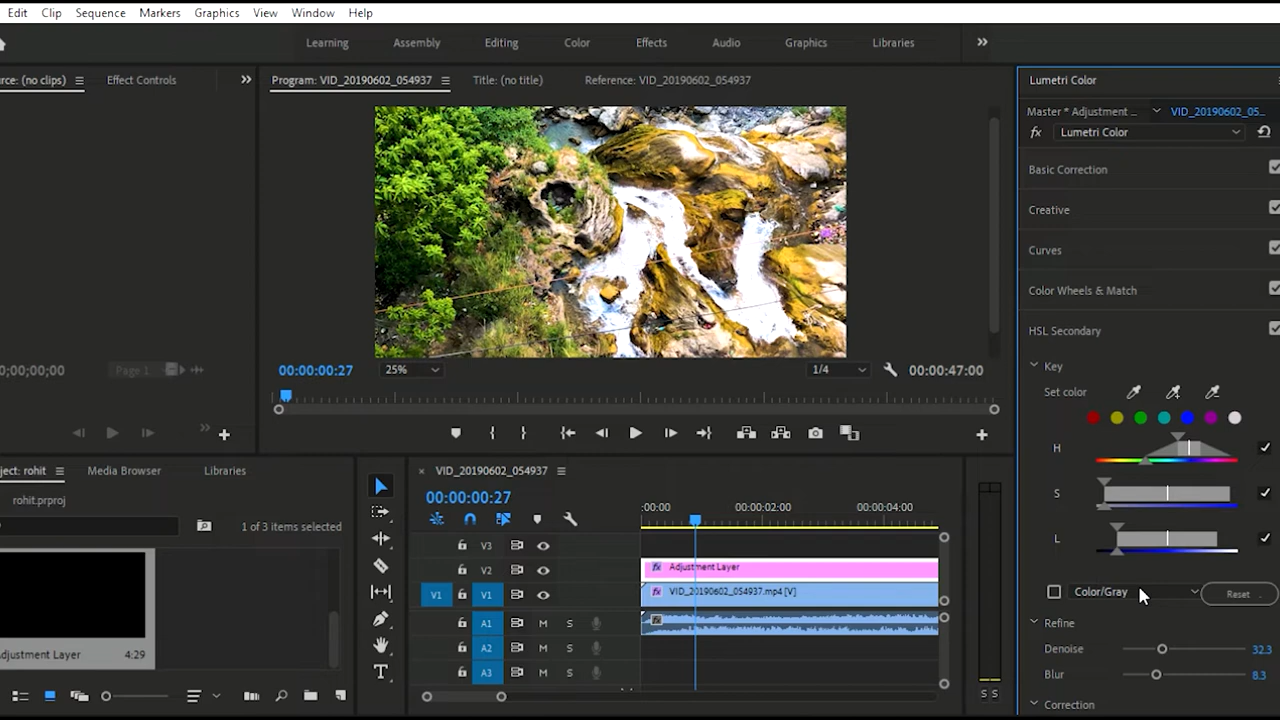 Edit Clip Sequence Markers Graphics View Window Help
Learning Assembly Editing Color Effects Audio Graphics Libraries
rce: (no clips) Effect Controls
Program: VID_20190602_054937 Title: (no title) Reference: VID_20190602_054937
Lumetri Color
Master * Adjustment ... VID_20190602_05...
fx Lumetri Color
Basic Correction
Creative
Curves
Color Wheels & Match
HSL Secondary
Key
Set color
H
S
L
Color/Gray Reset
Refine
Denoise 32.3
Blur 8.3
Correction
0;00;00;00 Page 1
00:00:00:27 25% 1/4 00:00:47:00
ject: rohit Media Browser Libraries
rohit.prproj
1 of 3 items selected
djustment Layer 4:29
× VID_20190602_054937
00:00:00:27
:00:00 00:00:02:00 00:00:04:00
V3
V2 fx Adjustment Layer
V1 V1 fx VID_20190602_054937.mp4 [V]
A1 M S fx
A2 M S
A3 M S
S S